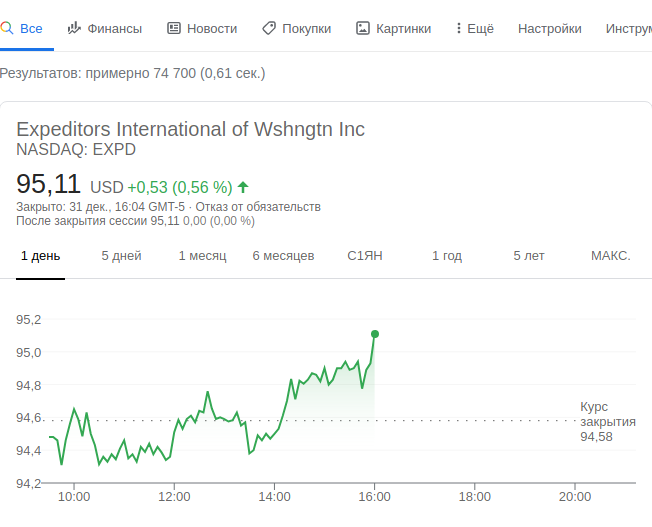 Все Финансы Новости Покупки Картинки Ещё Настройки Инструм
Результатов: примерно 74 700 (0,61 сек.)
Expeditors International of Wshngtn Inc
NASDAQ: EXPD
95,11 USD +0,53 (0,56 %)
Закрыто: 31 дек., 16:04 GMT-5 · Отказ от обязательств
После закрытия сессии 95,11 0,00 (0,00 %)
1 день 5 дней 1 месяц 6 месяцев С1ЯН 1 год 5 лет МАКС.
95,2
95,0
94,8
94,6
94,4
94,2
Курс
закрытия
94,58
10:00 12:00 14:00 16:00 18:00 20:00